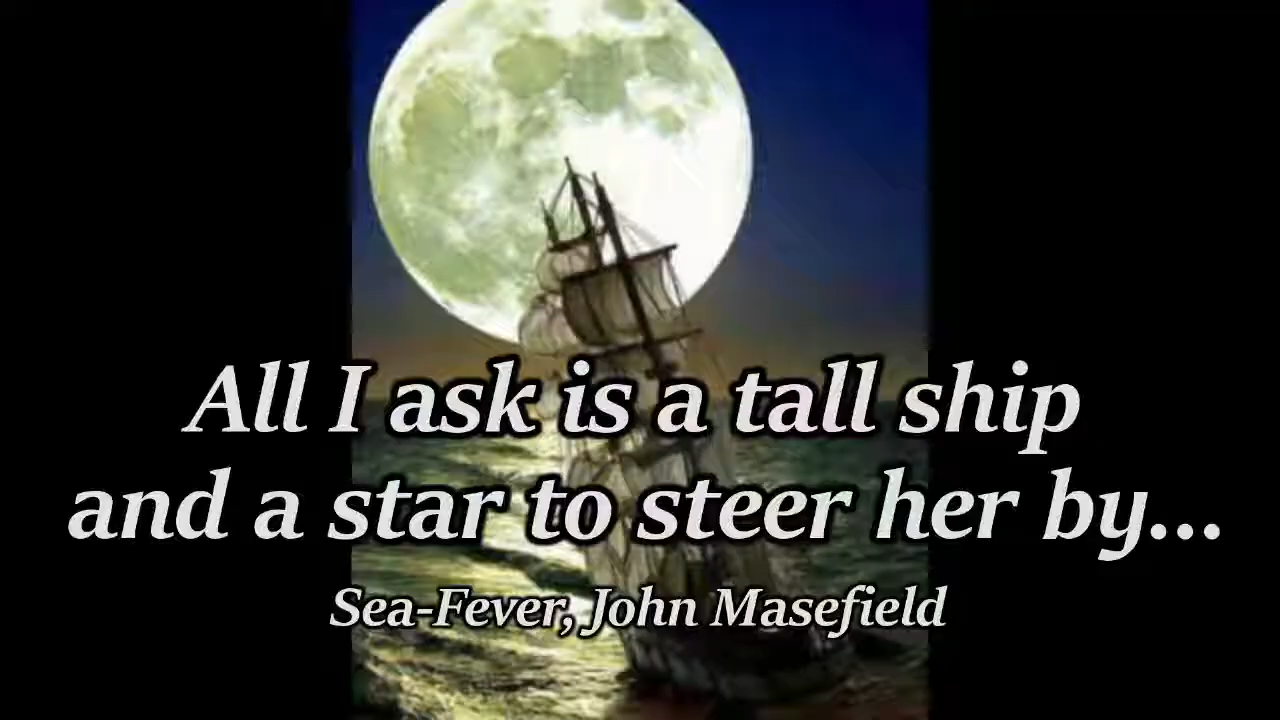 All I ask is a tall ship
and a star to steer her by...
Sea-Fever, John Masefield